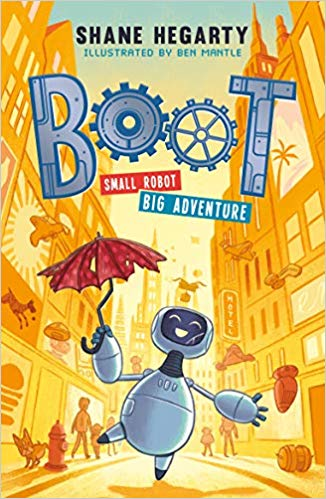 SHANE HEGARTY
ILLUSTRATED BY BEN MANTLE
BOOT
SMALL ROBOT
BIG ADVENTURE
HOTEL